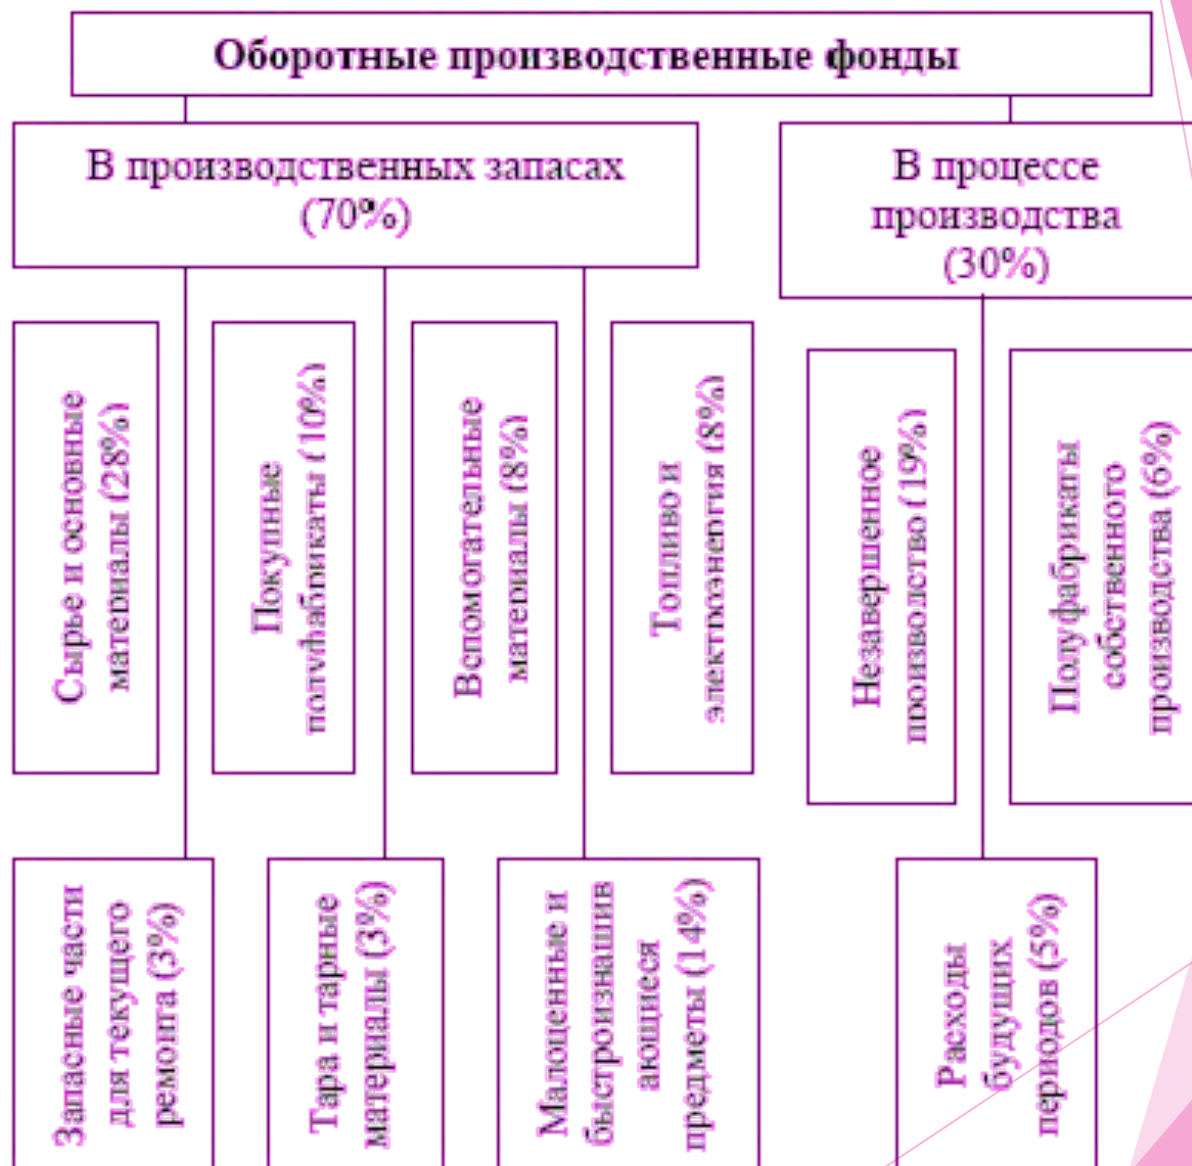 Оборотные производственные фонды
В производственных запасах
(70%)
В процессе
производства
(30%)
Сырье и основные
материалы (28%)
Покупные
полуфабрикаты (10%)
Вспомогательные
материалы (8%)
Топливо и
электроэнергия (8%)
Незавершенное
производство (19%)
Полуфабрикаты
собственного
производства (6%)
Запасные части
для текущего
ремонта (3%)
Тара и тарные
материалы (3%)
Малоценные и
быстроизнашив
ающиеся
предметы (14%)
Расходы
будущих
периодов (5%)